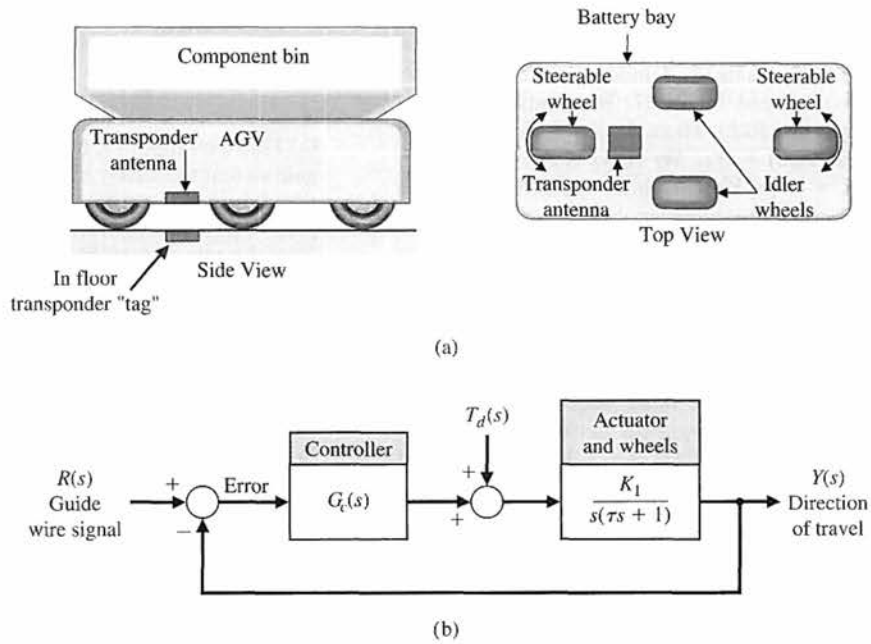 Component bin
Transponder
antenna
AGV
In floor
transponder "tag"
Side View
Battery bay
Steerable
wheel
Steerable
wheel
Transponder
antenna
Idler
wheels
Top View
(a)
R(s)
Guide
wire signal
+
−
Error
Controller
G_c(s)
T_d(s)
+
+
Actuator
and wheels
K_1
s(τs + 1)
Y(s)
Direction
of travel
(b)